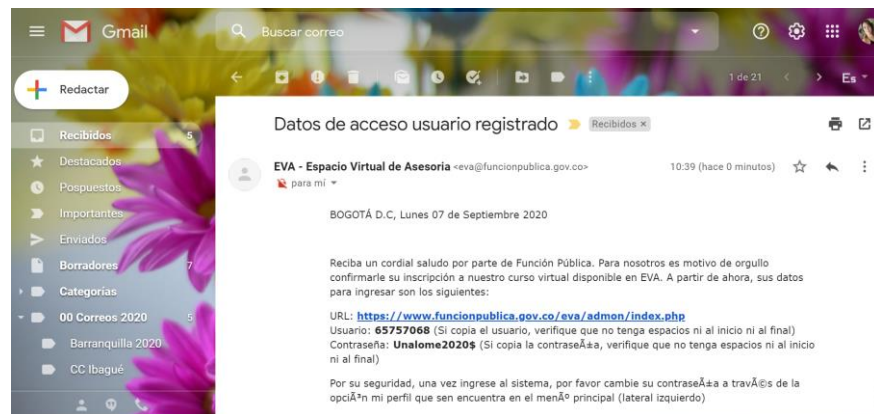 Gmail
Buscar correo
Redactar
1 de 21
Es
Recibidos 5
Destacados
Pospuestos
Importantes
Enviados
Borradores 7
Categorías
00 Correos 2020 5
Barranquilla 2020
CC Ibagué
Datos de acceso usuario registrado
Recibidos ×
EVA - Espacio Virtual de Asesoria <eva@funcionpublica.gov.co>
10:39 (hace 0 minutos)
para mí
BOGOTÁ D.C, Lunes 07 de Septiembre 2020
Reciba un cordial saludo por parte de Función Pública. Para nosotros es motivo de orgullo
confirmarle su inscripción a nuestro curso virtual disponible en EVA. A partir de ahora, sus datos
para ingresar son los siguientes:
URL: https://www.funcionpublica.gov.co/eva/admon/index.php
Usuario: 65757068 (Si copia el usuario, verifique que no tenga espacios ni al inicio ni al final)
Contraseña: Unalome2020$ (Si copia la contraseÃ±a, verifique que no tenga espacios ni al inicio
ni al final)
Por su seguridad, una vez ingrese al sistema, por favor cambie su contraseÃ±a a travÃ©s de la
opciÃ³n mi perfil que sen encuentra en el menÃº principal (lateral izquierdo)